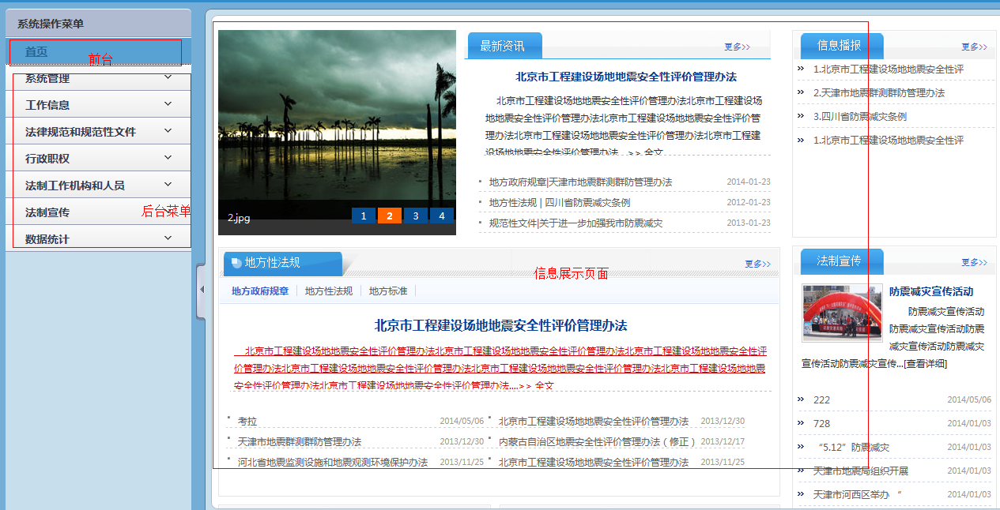 系统操作菜单
首页
前台
系统管理
工作信息
法律规范和规范性文件
行政职权
法制工作机构和人员
法制宣传
后台菜单
数据统计
2.jpg
1
2
3
4
最新资讯
更多>>
北京市工程建设场地地震安全性评价管理办法
北京市工程建设场地地震安全性评价管理办法北京市工程建设场
地地震安全性评价管理办法北京市工程建设场地地震安全性评价管
理办法北京市工程建设场地地震安全性评价管理办法北京市工程建
设场地地震安全性评价管理办法....>> 全文
地方政府规章|天津市地震群测群防管理办法 2014-01-23
地方性法规 | 四川省防震减灾条例 2012-01-23
规范性文件|关于进一步加强我市防震减灾 2013-01-23
信息播报
更多>>
1.北京市工程建设场地地震安全性评
2.天津市地震群测群防管理办法
3.四川省防震减灾条例
1.北京市工程建设场地地震安全性评
地方性法规
信息展示页面
更多>>
地方政府规章
地方性法规
地方标准
北京市工程建设场地地震安全性评价管理办法
北京市工程建设场地地震安全性评价管理办法北京市工程建设场地地震安全性评价管理办法北京市工程建设场地地震安全性评
价管理办法北京市工程建设场地地震安全性评价管理办法北京市工程建设场地地震安全性评价管理办法北京市工程建设场地地震
安全性评价管理办法北京市工程建设场地地震安全性评价管理办法....>> 全文
考拉 2014/05/06
北京市工程建设场地地震安全性评价管理办法 2013/12/30
天津市地震群测群防管理办法 2013/12/30
内蒙古自治区地震安全性评价管理办法（修正） 2013/12/17
河北省地震监测设施和地震观测环境保护办法 2013/11/25
北京市工程建设场地地震安全性评价管理办法 2013/11/25
法制宣传
更多>>
防震减灾宣传活动
防震减灾宣传活动
防震减灾宣传活动防震
减灾宣传活动防震减灾
宣传活动防震减灾宣传...[查看详细]
222 2014/05/06
728 2014/01/03
“5.12”防震减灾 2014/01/03
天津市地震局组织开展 2014/01/03
天津市河西区举办“ 2014/01/03